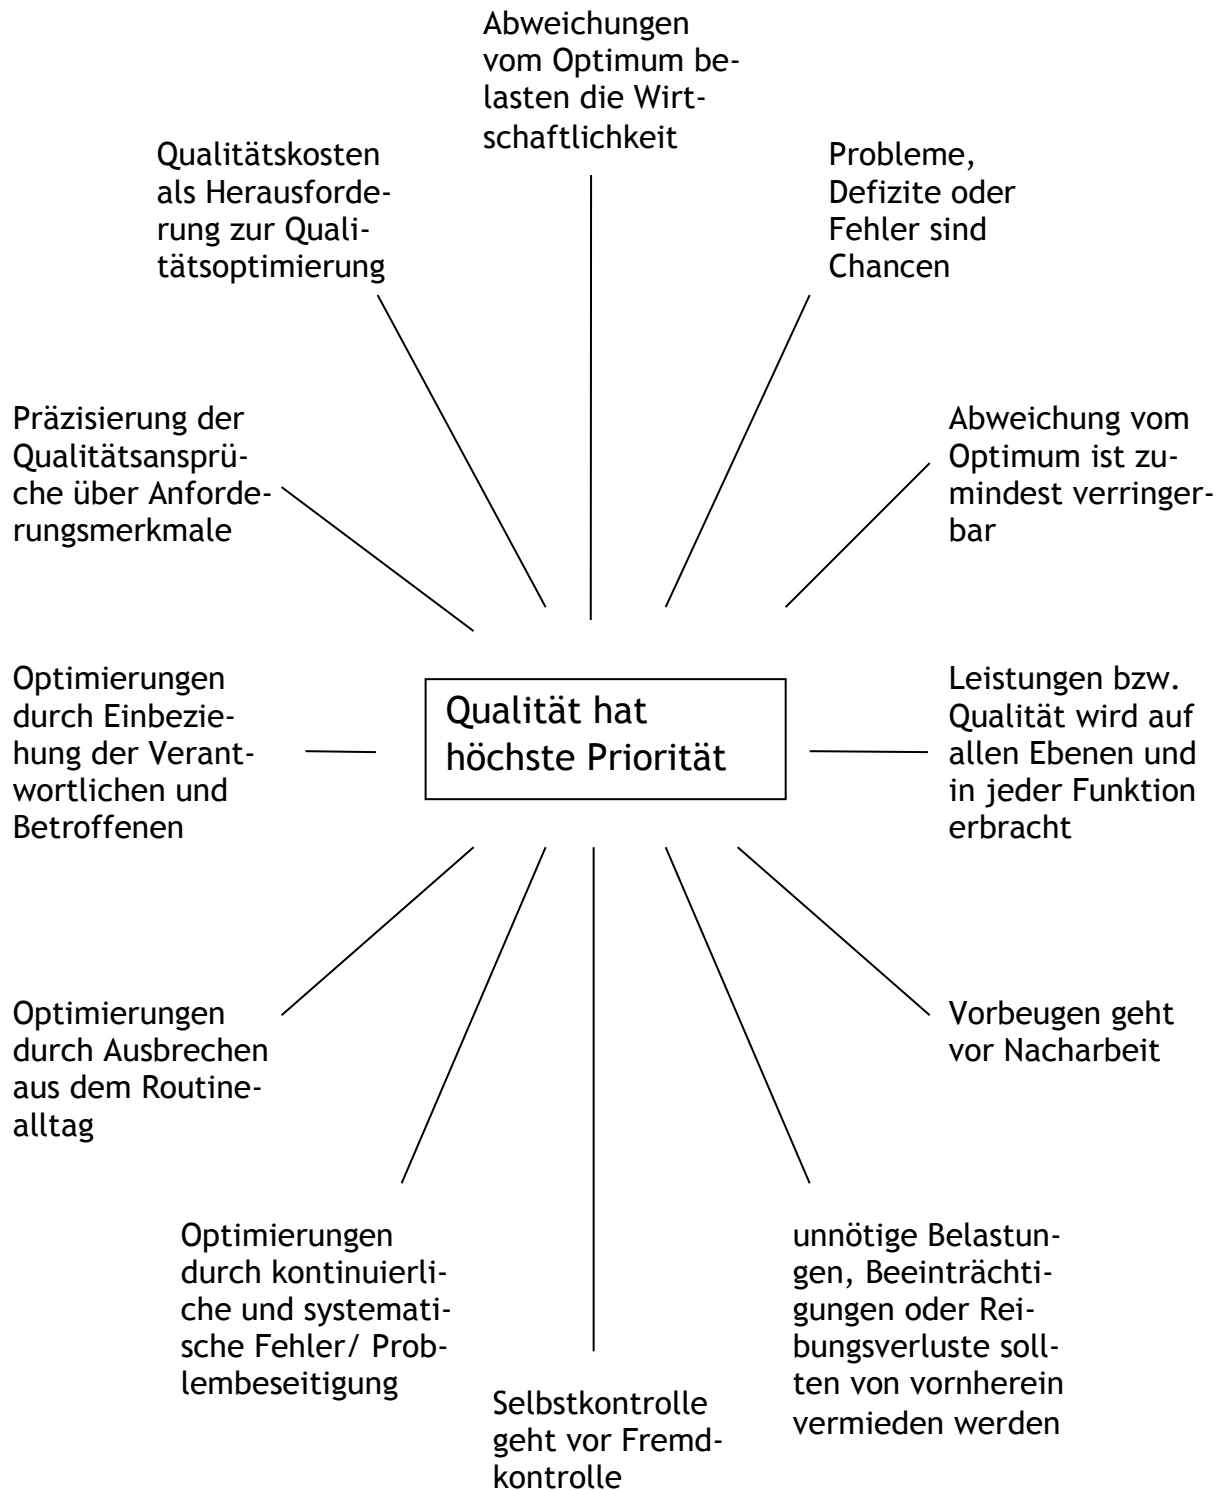 Abweichungen
vom Optimum be-
lasten die Wirt-
schaftlichkeit
Qualitätskosten
als Herausforde-
rung zur Quali-
tätsoptimierung
Probleme,
Defizite oder
Fehler sind
Chancen
Präzisierung der
Qualitätsansprü-
che über Anforde-
rungsmerkmale
Abweichung vom
Optimum ist zu-
mindest verringer-
bar
Optimierungen
durch Einbezie-
hung der Verant-
wortlichen und
Betroffenen
Qualität hat
höchste Priorität
Leistungen bzw.
Qualität wird auf
allen Ebenen und
in jeder Funktion
erbracht
Optimierungen
durch Ausbrechen
aus dem Routine-
alltag
Vorbeugen geht
vor Nacharbeit
Optimierungen
durch kontinuierli-
che und systemati-
sche Fehler/ Prob-
lembeseitigung
Selbstkontrolle
geht vor Fremd-
kontrolle
unnötige Belastun-
gen, Beeinträchti-
gungen oder Rei-
bungsverluste soll-
ten von vornherein
vermieden werden